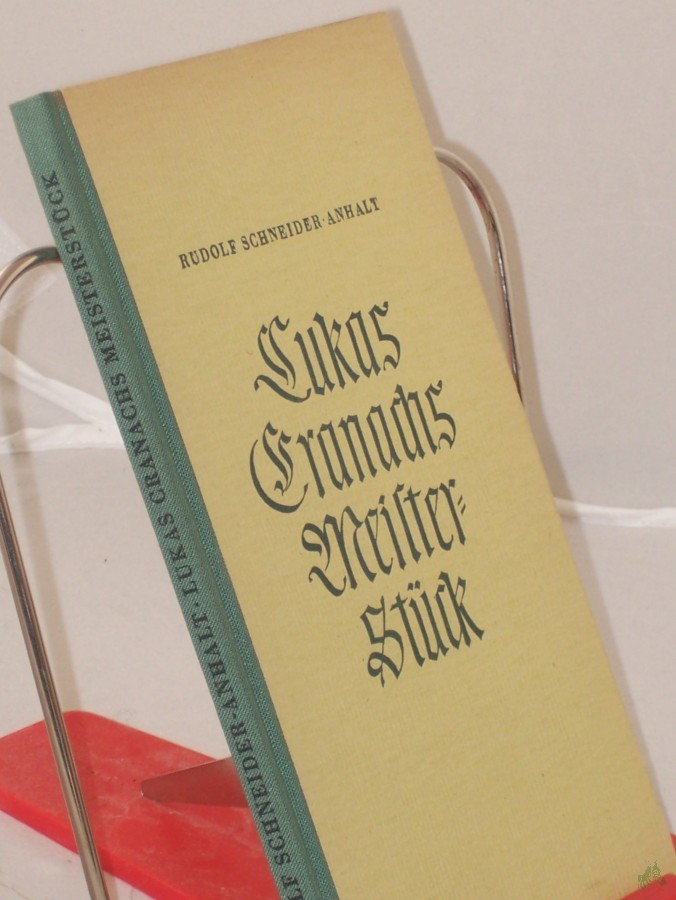 RUDOLF SCHNEIDER-ANHALT
Lukas
Cranachs
Meister=
Stück
LF SCHNEIDER-ANHALT · LUKAS CRANACHS MEISTERSTÜCK